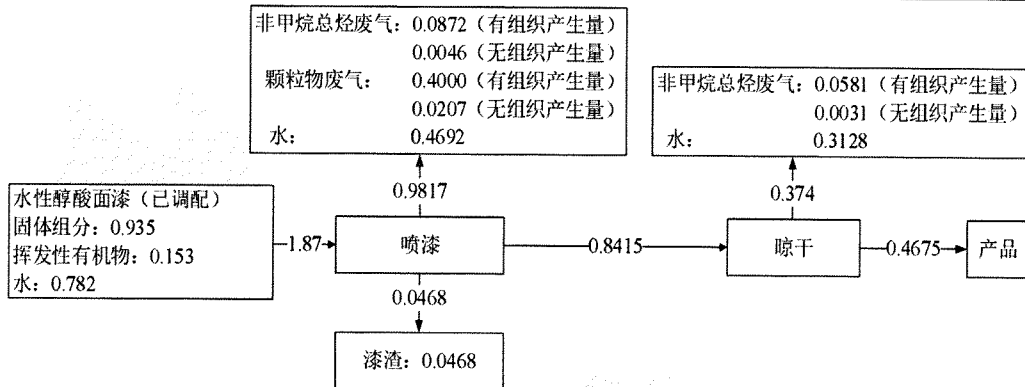 非甲烷总烃废气：0.0872（有组织产生量）
0.0046（无组织产生量）
颗粒物废气： 0.4000（有组织产生量）
0.0207（无组织产生量）
水： 0.4692
非甲烷总烃废气：0.0581（有组织产生量）
0.0031（无组织产生量）
水： 0.3128
0.9817
0.374
水性醇酸面漆（已调配）
固体组分：0.935
挥发性有机物：0.153
水：0.782
1.87
喷漆
0.8415
晾干
0.4675
产品
0.0468
漆渣：0.0468